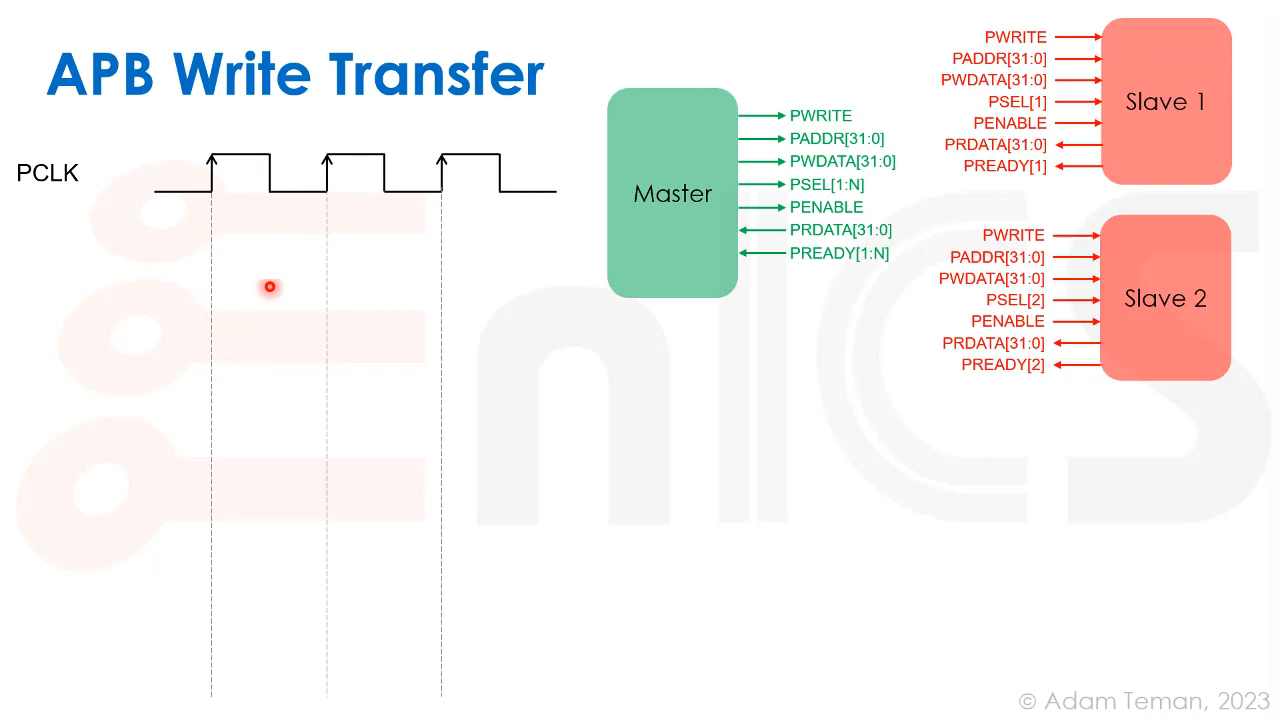 APB Write Transfer
PCLK
Master
PWRITE
PADDR[31:0]
PWDATA[31:0]
PSEL[1:N]
PENABLE
PRDATA[31:0]
PREADY[1:N]
PWRITE
PADDR[31:0]
PWDATA[31:0]
PSEL[1]
PENABLE
PRDATA[31:0]
PREADY[1]
Slave 1
PWRITE
PADDR[31:0]
PWDATA[31:0]
PSEL[2]
PENABLE
PRDATA[31:0]
PREADY[2]
Slave 2
EnICS
© Adam Teman, 2023